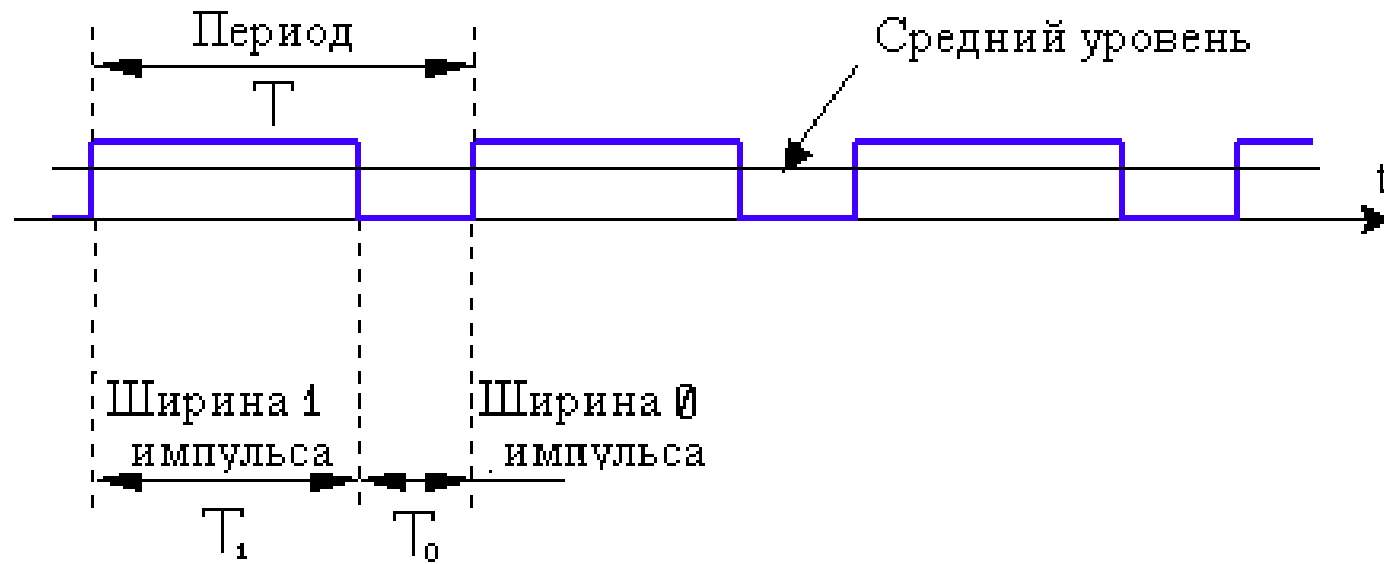 Период
T
Средний уровень
t
Ширина 1
импульса
Ширина 0
импульса
T₁
T₀